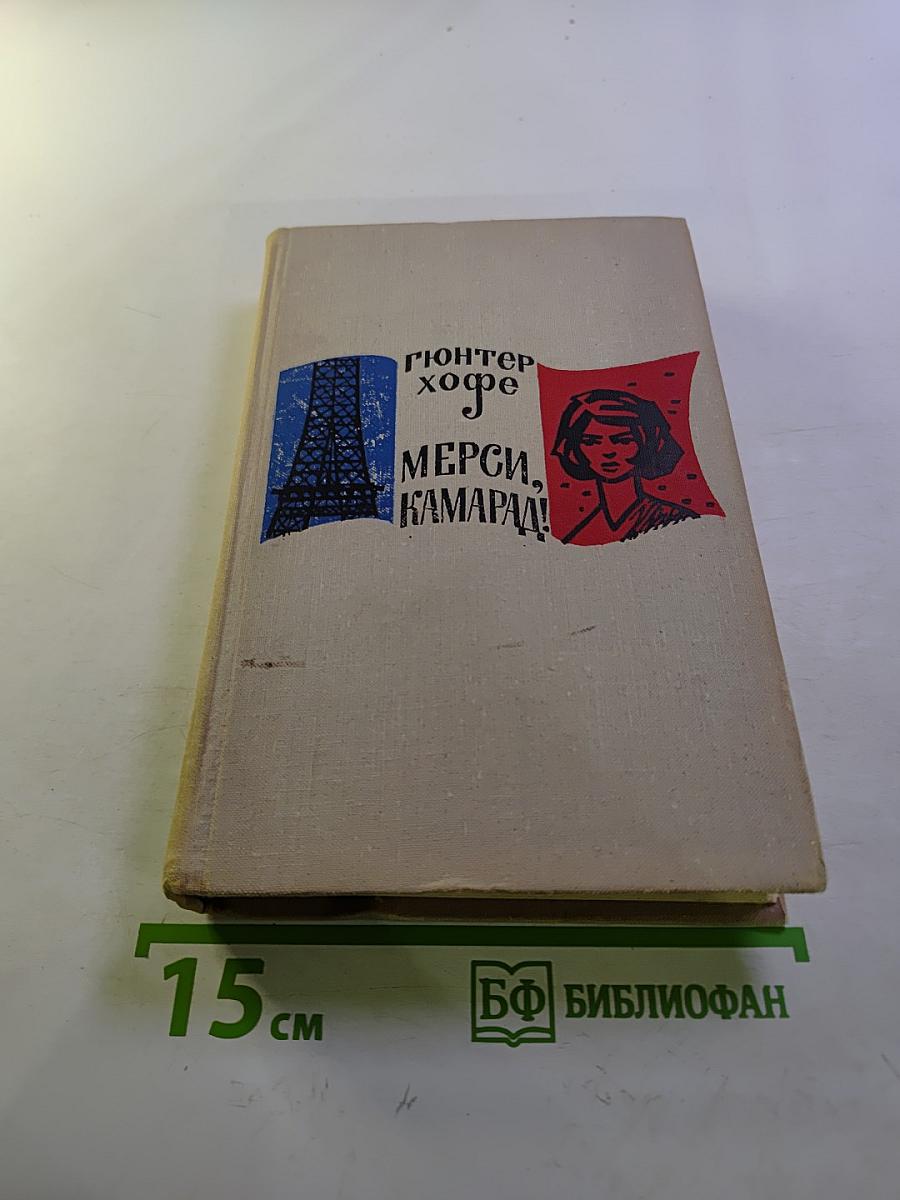 гюнтер
хофе
МЕРСИ,
КАМАРАД!
15 см
БФ БИБЛИОФАН